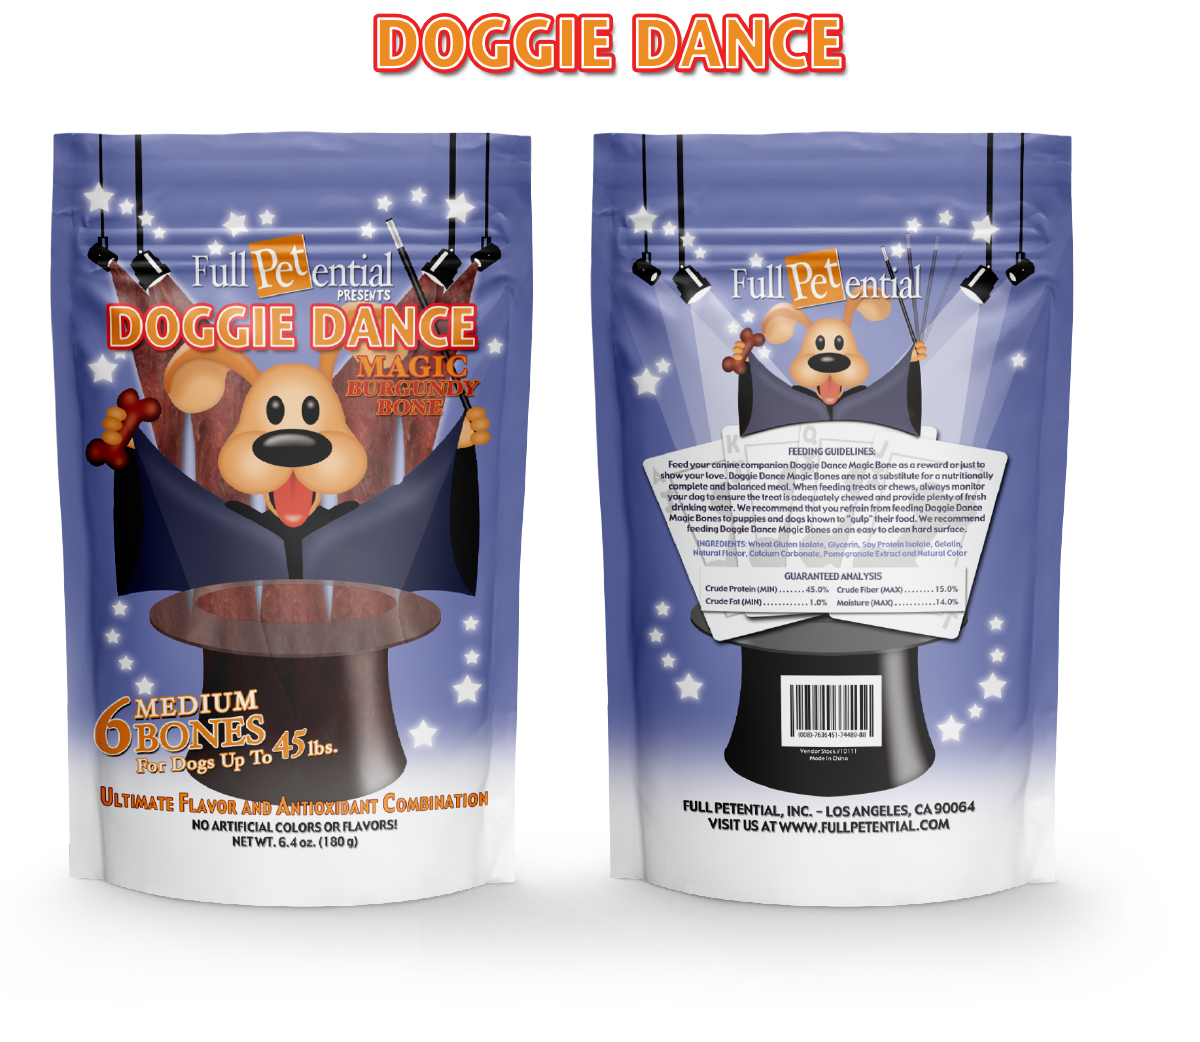 DOGGIE DANCE
Full Petential
PRESENTS
DOGGIE DANCE
MAGIC
BURGUNDY
BONE
6 MEDIUM
BONES
For Dogs Up To 45 lbs.
ULTIMATE FLAVOR AND ANTIOXIDANT COMBINATION
NO ARTIFICIAL COLORS OR FLAVORS!
NET WT. 6.4 oz. (180 g)
Full Petential
K
Q
J
A
FEEDING GUIDELINES:
Feed your canine companion Doggie Dance Magic Bone as a reward or just to
show your love. Doggie Dance Magic Bones are not a substitute for a nutritionally
complete and balanced meal. When feeding treats or chews, always monitor
your dog to ensure the treat is adequately chewed and provide plenty of fresh
drinking water. We recommend that you refrain from feeding Doggie Dance
Magic Bones to puppies and dogs known to "gulp" their food. We recommend
feeding Doggie Dance Magic Bones on an easy to clean hard surface.
INGREDIENTS: Wheat Gluten Isolate, Glycerin, Soy Protein Isolate, Gelatin,
Natural Flavor, Calcium Carbonate, Pomegranate Extract and Natural Color
GUARANTEED ANALYSIS
Crude Protein (MIN) ....... 45.0% Crude Fiber (MAX) ........ 15.0%
Crude Fat (MIN) ............ 1.0% Moisture (MAX) ........... 14.0%
(008)-7636451-74489-88
Vendor Stock #10111
Made In China
FULL PETENTIAL, INC. - LOS ANGELES, CA 90064
VISIT US AT WWW.FULLPETENTIAL.COM